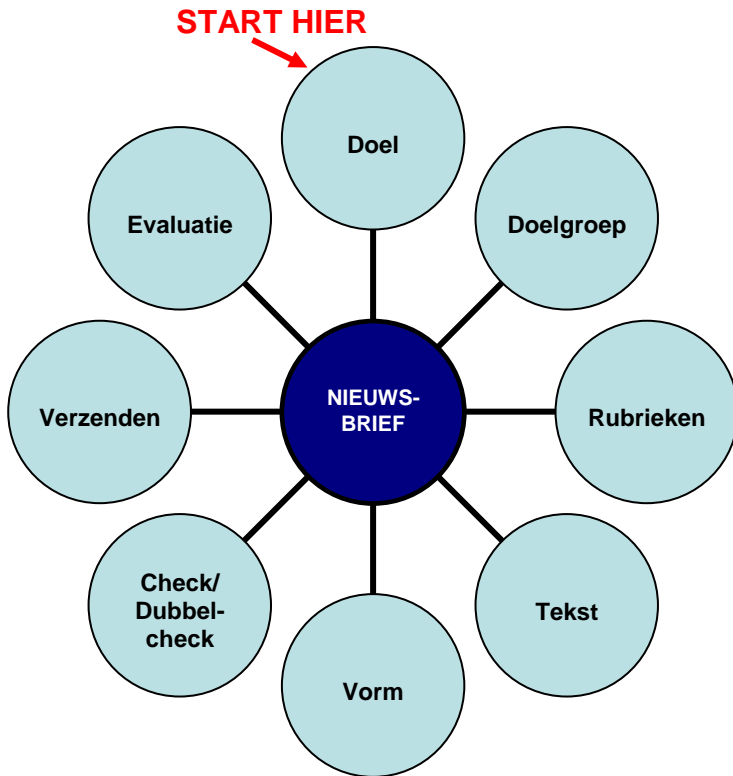 START HIER
Doel
Doelgroep
Rubrieken
Tekst
Vorm
Check/
Dubbel-
check
Verzenden
Evaluatie
NIEUWS-
BRIEF